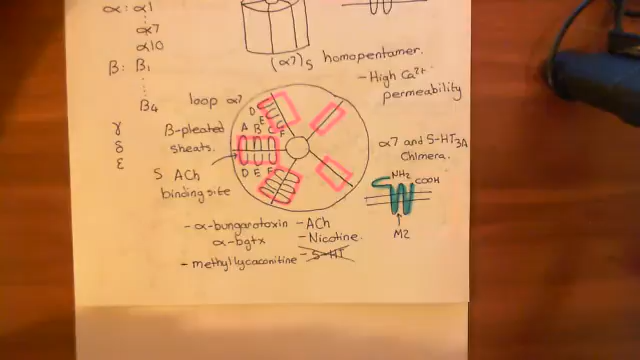 α: α1
α7
α10
β: β1
β4
γ
δ
ε
(α7)5 homopentamer.
- High Ca²⁺ permeability
loop α7
β-pleated
sheats.
5 ACh
binding site
D
E
F
A B C
C
F
D E F
α7 and 5-HT3A
Chimera.
NH2
COOH
M2
- α-bungarotoxin
α-bgtx
- methyllycaconitine
- ACh
- Nicotine.
- 5-HT